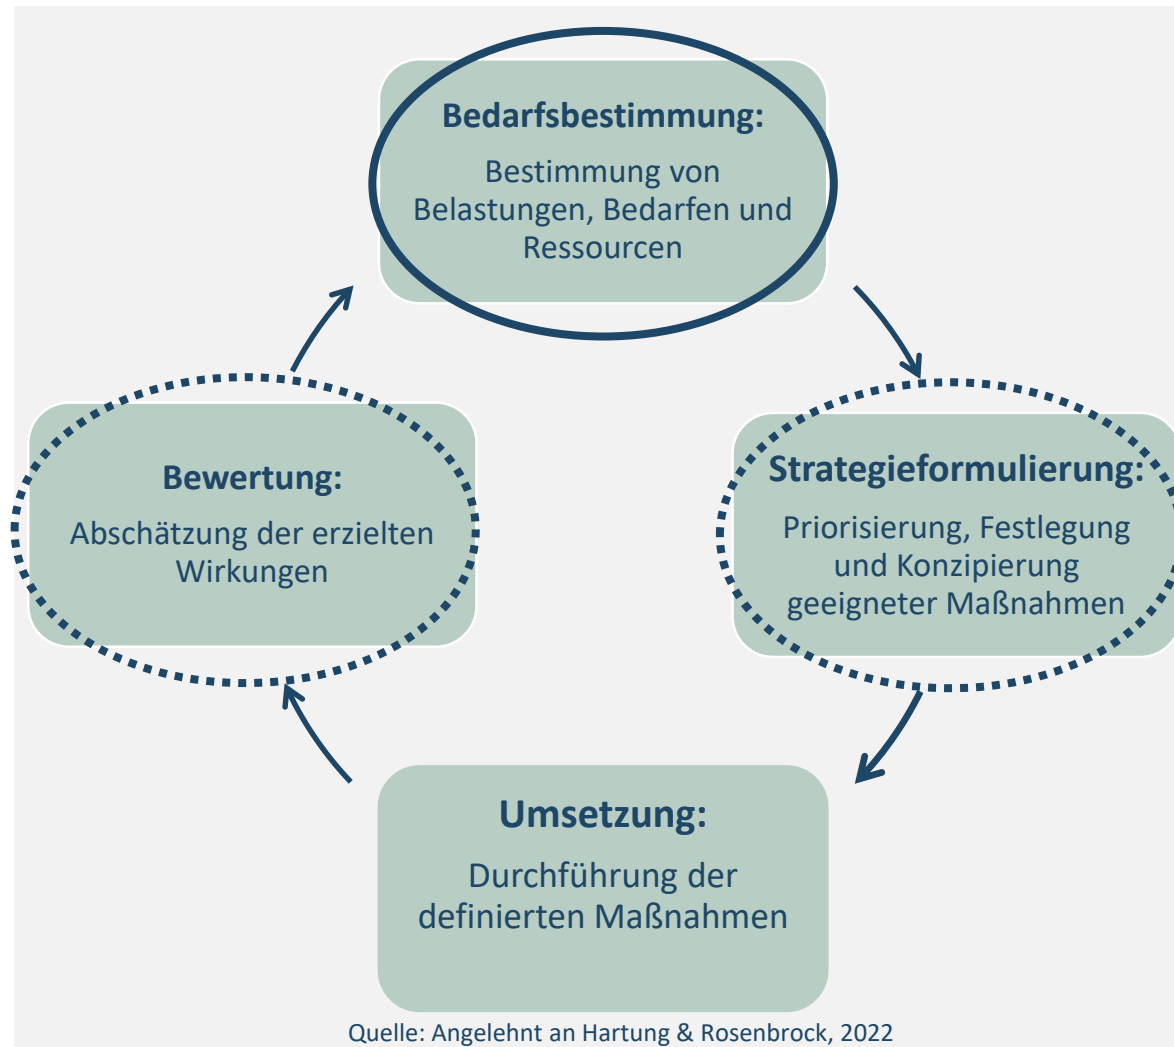 Bedarfsbestimmung:
Bestimmung von
Belastungen, Bedarfen und
Ressourcen
Bewertung:
Abschätzung der erzielten
Wirkungen
Strategieformulierung:
Priorisierung, Festlegung
und Konzipierung
geeigneter Maßnahmen
Umsetzung:
Durchführung der
definierten Maßnahmen
Quelle: Angelehnt an Hartung & Rosenbrock, 2022